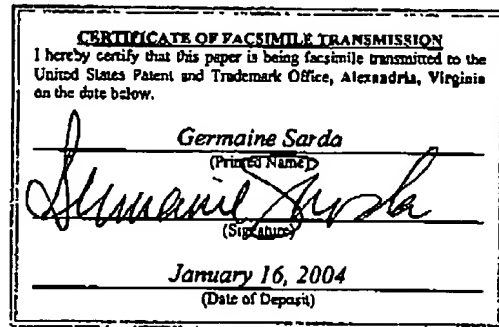 CERTIFICATE OF FACSIMILE TRANSMISSION
I hereby certify that this paper is being facsimile transmitted to the
United States Patent and Trademark Office, Alexandria, Virginia
on the date below.
Germaine Sarda
(Printed Name)
Germaine Sarda
(Signature)
January 16, 2004
(Date of Deposit)